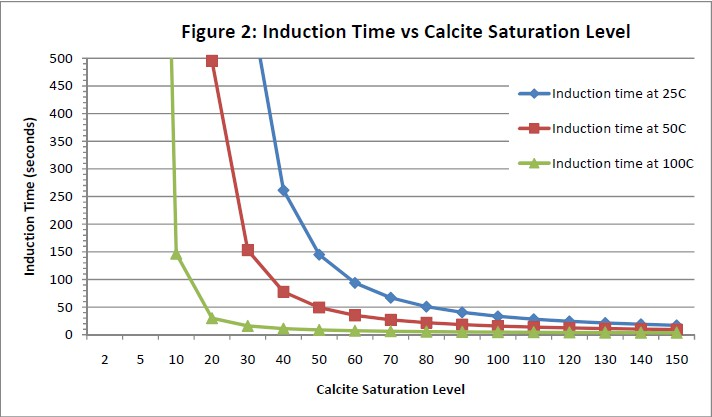 Figure 2: Induction Time vs Calcite Saturation Level
500
450
400
350
300
250
200
150
100
50
0
Induction Time (seconds)
Induction time at 25C
Induction time at 50C
Induction time at 100C
2 5 10 20 30 40 50 60 70 80 90 100 110 120 130 140 150
Calcite Saturation Level